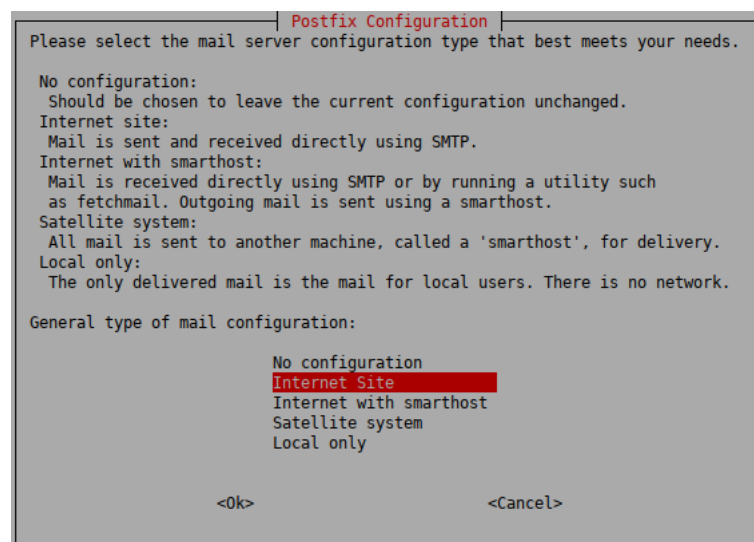 Postfix Configuration
Please select the mail server configuration type that best meets your needs.
No configuration:
Should be chosen to leave the current configuration unchanged.
Internet site:
Mail is sent and received directly using SMTP.
Internet with smarthost:
Mail is received directly using SMTP or by running a utility such
as fetchmail. Outgoing mail is sent using a smarthost.
Satellite system:
All mail is sent to another machine, called a 'smarthost', for delivery.
Local only:
The only delivered mail is the mail for local users. There is no network.
General type of mail configuration:
No configuration
Internet Site
Internet with smarthost
Satellite system
Local only
<Ok> <Cancel>